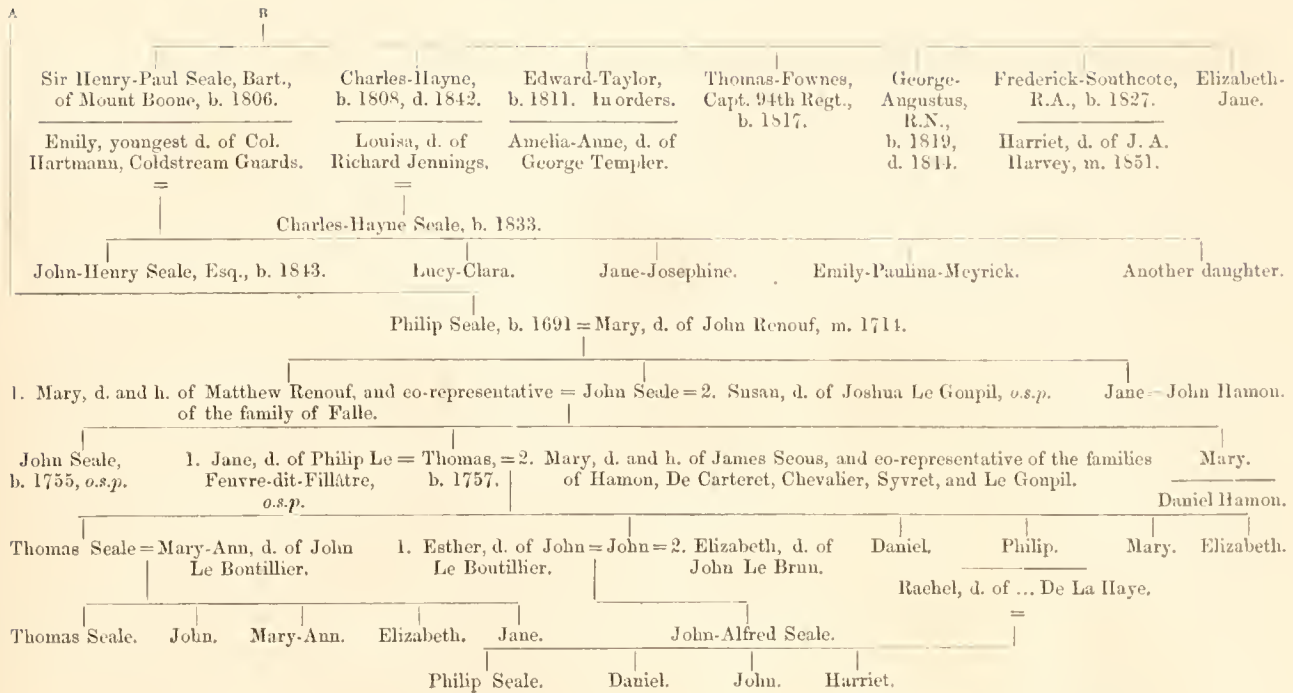 A B
Sir Henry-Paul Seale, Bart., of Mount Boone, b. 1806.
Emily, youngest d. of Col. Hartmann, Coldstream Guards.
=
Charles-Hayne, b. 1808, d. 1842.
Louisa, d. of Richard Jennings.
=
Edward-Taylor, b. 1811. In orders.
Amelia-Anne, d. of George Templer.
Thomas-Fownes, Capt. 94th Regt., b. 1817.
George-Augustus, R.N., b. 1819, d. 1844.
Frederick-Southcote, R.A., b. 1827.
Harriet, d. of J. A. Harvey, m. 1851.
Elizabeth-Jane.
Charles-Hayne Seale, b. 1833.
John-Henry Seale, Esq., b. 1843. Lucy-Clara. Jane-Josephine. Emily-Paulina-Meyrick. Another daughter.
Philip Seale, b. 1691 = Mary, d. of John Renouf, m. 1714.
1. Mary, d. and h. of Matthew Renouf, and co-representative = John Seale = 2. Susan, d. of Joshua Le Goupil, o.s.p. Jane = John Hamon.
of the family of Falle.
John Seale, b. 1755, o.s.p.
1. Jane, d. of Philip Le Feuvre-dit-Fillâtre, o.s.p. = Thomas, b. 1757. = 2. Mary, d. and h. of James Seous, and co-representative of the families of Hamon, De Carteret, Chevalier, Syvret, and Le Goupil.
Mary.
Daniel Hamon.
Thomas Seale = Mary-Ann, d. of John Le Boutillier.
1. Esther, d. of John Le Boutillier. = John = 2. Elizabeth, d. of John Le Brun.
Daniel. Philip. Mary. Elizabeth.
Rachel, d. of ... De La Haye.
=
Thomas Seale. John. Mary-Ann. Elizabeth. Jane. John-Alfred Seale.
Philip Seale. Daniel. John. Harriet.